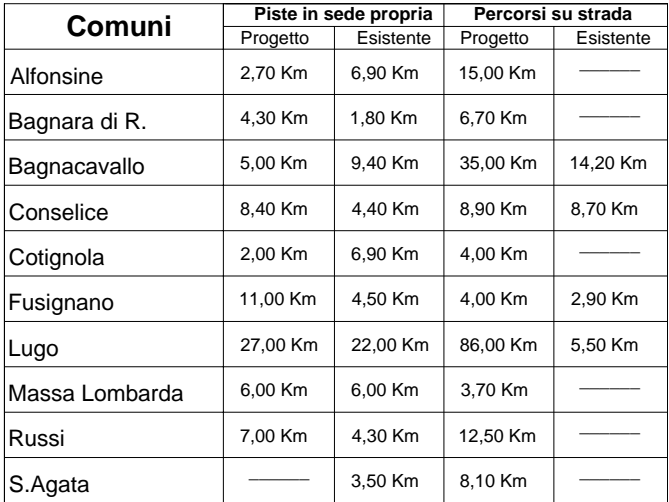 Comuni Piste in sede propria Percorsi su strada
Progetto Esistente Progetto Esistente
Alfonsine 2,70 Km 6,90 Km 15,00 Km ———
Bagnara di R. 4,30 Km 1,80 Km 6,70 Km ———
Bagnacavallo 5,00 Km 9,40 Km 35,00 Km 14,20 Km
Conselice 8,40 Km 4,40 Km 8,90 Km 8,70 Km
Cotignola 2,00 Km 6,90 Km 4,00 Km ———
Fusignano 11,00 Km 4,50 Km 4,00 Km 2,90 Km
Lugo 27,00 Km 22,00 Km 86,00 Km 5,50 Km
Massa Lombarda 6,00 Km 6,00 Km 3,70 Km ———
Russi 7,00 Km 4,30 Km 12,50 Km ———
S.Agata ——— 3,50 Km 8,10 Km ———